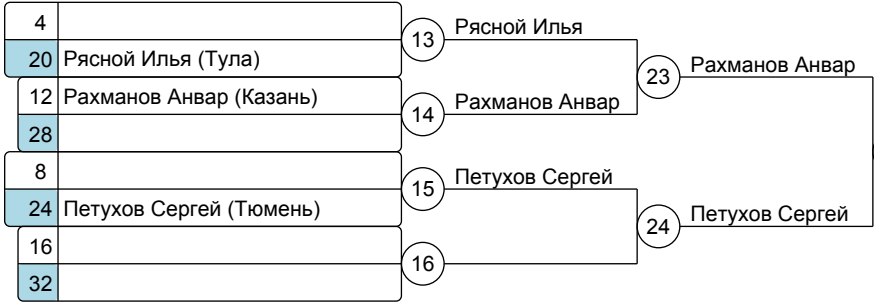 4
20 Рясной Илья (Тула)
12 Рахманов Анвар (Казань)
28
8
24 Петухов Сергей (Тюмень)
16
32
13 Рясной Илья
14 Рахманов Анвар
15 Петухов Сергей
16
23 Рахманов Анвар
24 Петухов Сергей